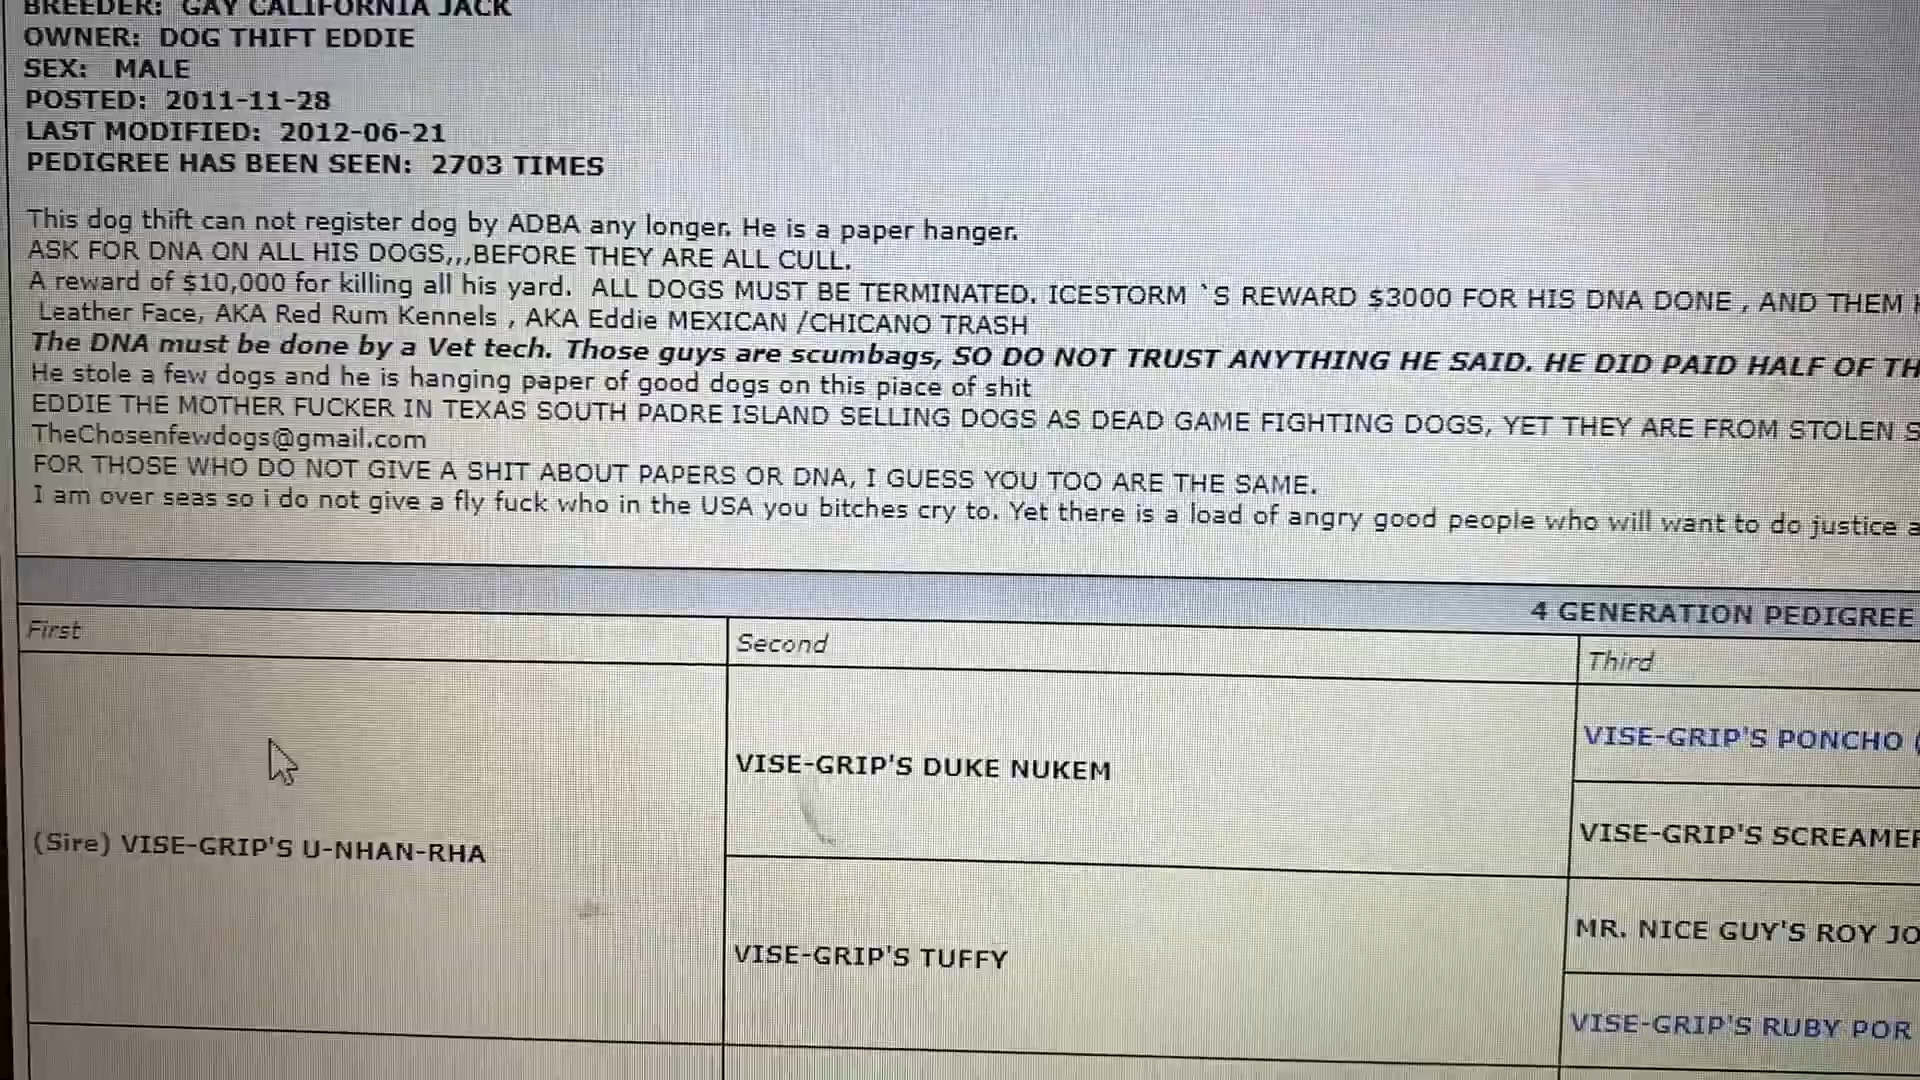 BREEDER: GAY CALIFORNIA JACK
OWNER: DOG THIFT EDDIE
SEX: MALE
POSTED: 2011-11-28
LAST MODIFIED: 2012-06-21
PEDIGREE HAS BEEN SEEN: 2703 TIMES
This dog thift can not register dog by ADBA any longer. He is a paper hanger.
ASK FOR DNA ON ALL HIS DOGS,,,BEFORE THEY ARE ALL CULL.
A reward of $10,000 for killing all his yard. ALL DOGS MUST BE TERMINATED. ICESTORM `S REWARD $3000 FOR HIS DNA DONE , AND THEM
Leather Face, AKA Red Rum Kennels , AKA Eddie MEXICAN /CHICANO TRASH
The DNA must be done by a Vet tech. Those guys are scumbags, SO DO NOT TRUST ANYTHING HE SAID. HE DID PAID HALF OF
He stole a few dogs and he is hanging paper of good dogs on this piace of shit
EDDIE THE MOTHER FUCKER IN TEXAS SOUTH PADRE ISLAND SELLING DOGS AS DEAD GAME FIGHTING DOGS, YET THEY ARE FROM STOLEN
TheChosenfewdogs@gmail.com
FOR THOSE WHO DO NOT GIVE A SHIT ABOUT PAPERS OR DNA, I GUESS YOU TOO ARE THE SAME.
I am over seas so i do not give a fly fuck who in the USA you bitches cry to. Yet there is a load of angry good people who will want to do justice
4 GENERATION PEDIGREE
First
Second
Third
(Sire) VISE-GRIP'S U-NHAN-RHA
VISE-GRIP'S DUKE NUKEM
VISE-GRIP'S TUFFY
VISE-GRIP'S PONCHO
VISE-GRIP'S SCREAMER
MR. NICE GUY'S ROY JO
VISE-GRIP'S RUBY POR